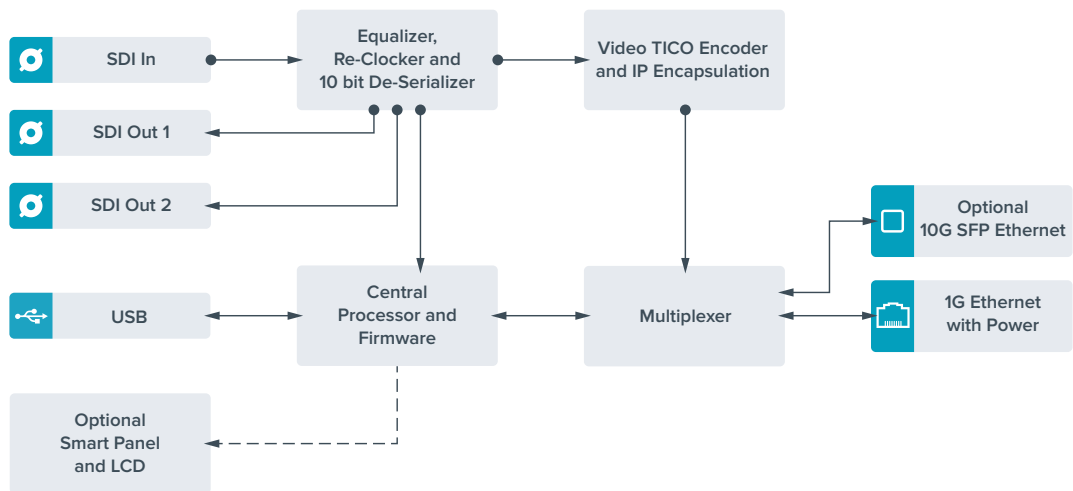 SDI In
Equalizer,
Re-Clocker and
10 bit De-Serializer
Video TICO Encoder
and IP Encapsulation
SDI Out 1
SDI Out 2
Optional
10G SFP Ethernet
USB
Central
Processor and
Firmware
Multiplexer
1G Ethernet
with Power
Optional
Smart Panel
and LCD